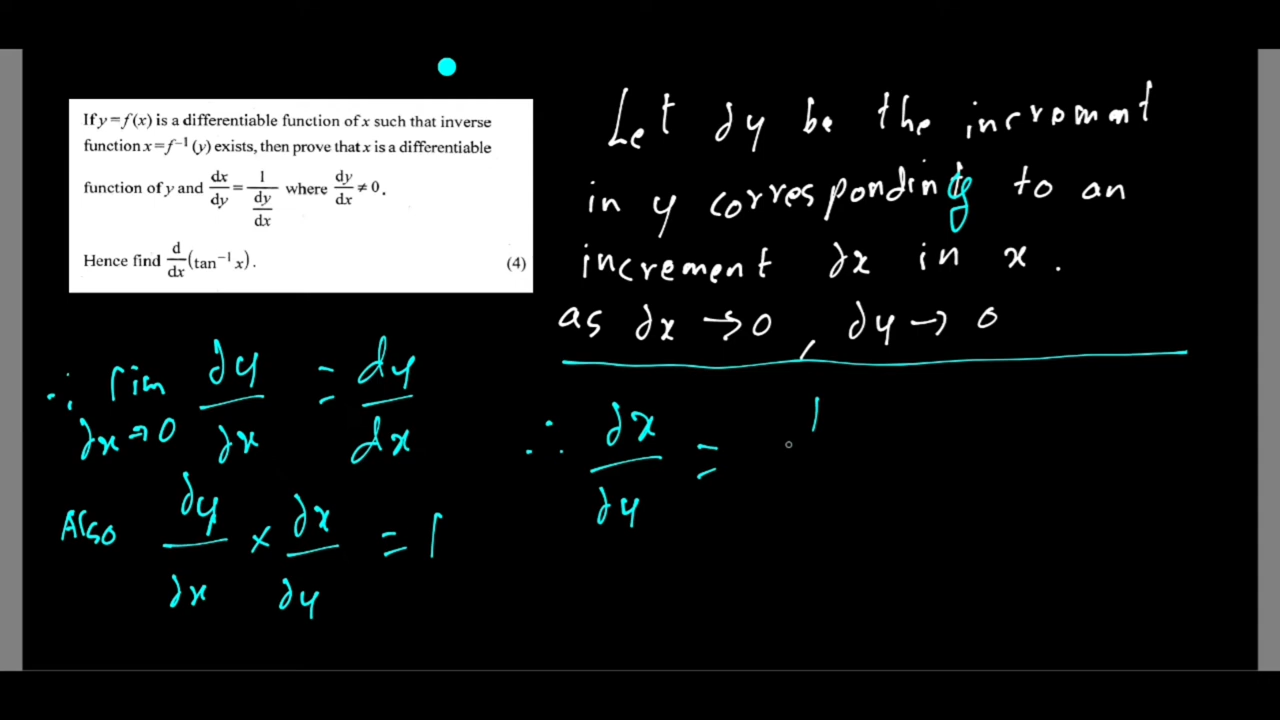 If y = f(x) is a differentiable function of x such that inverse
function x = f⁻¹ (y) exists, then prove that x is a differentiable
function of y and dx/dy = 1/(dy/dx) where dy/dx ≠ 0.
Hence find d/dx (tan⁻¹ x). (4)
Let ∂y be the increment
in y corresponding to an
increment ∂x in x .
as ∂x → 0 , ∂y → 0
∴ lim ∂x→0 ∂y/∂x = dy/dx
Also ∂y/∂x × ∂x/∂y = 1
∴ ∂x/∂y = 1